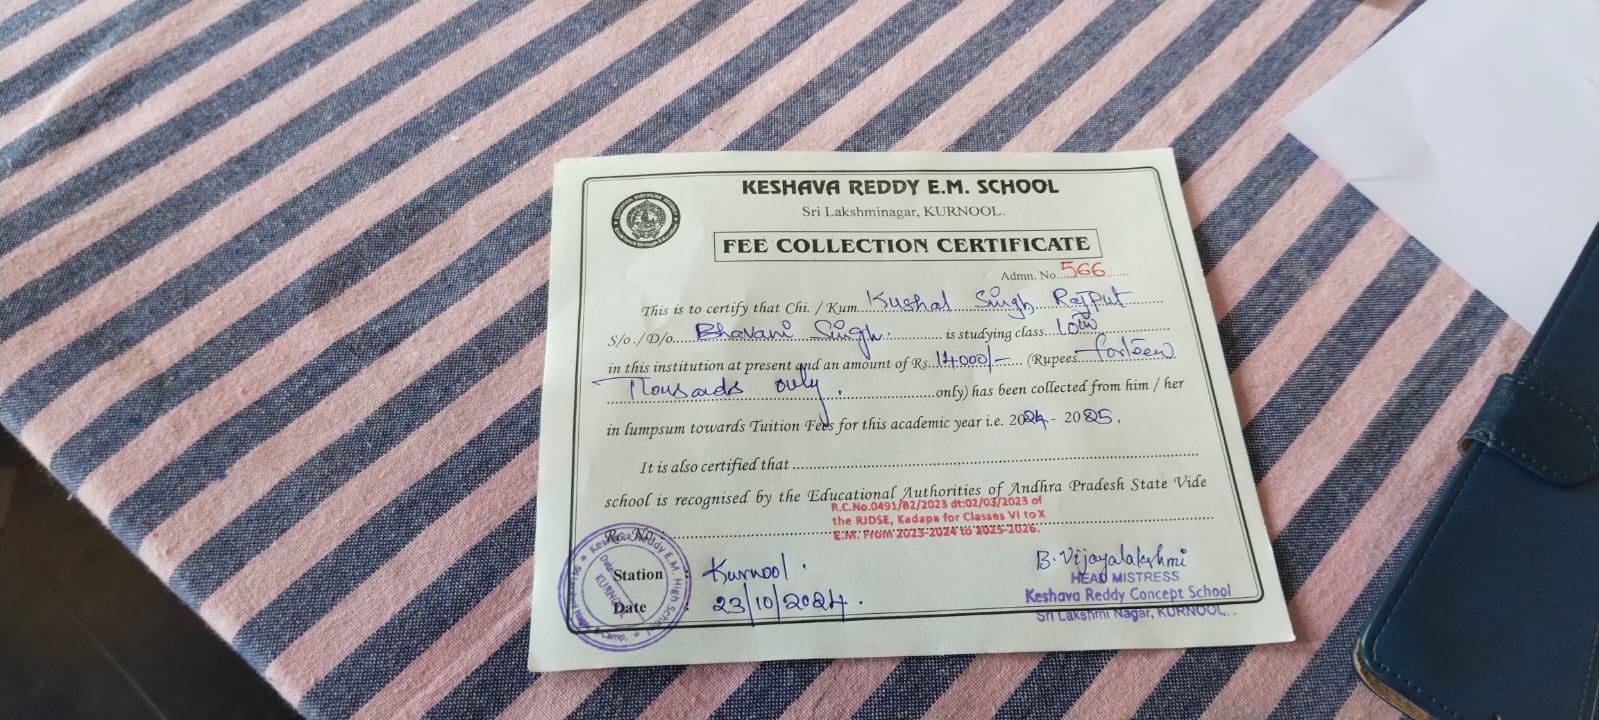 KESHAVA REDDY E.M. SCHOOL
Sri Lakshminagar, KURNOOL.
FEE COLLECTION CERTIFICATE
Admn. No. 566
This is to certify that Chi. / Kum. Kushal Singh Rajput
S/o. / D/o. Bhavani Singh. is studying class. 10th
in this institution at present and an amount of Rs. 14000/- (Rupees forteen
Thousands only. only) has been collected from him / her
in lumpsum towards Tuition Fees for this academic year i.e. 2024 - 2025.
It is also certified that
school is recognised by the Educational Authorities of Andhra Pradesh State Vide
R.C.No.0491/B2/2023 dt:02/03/2023 of
the RJDSE, Kadapa for Classes VI to X
E.M. From 2023-2024 to 2025-2026.
Rc. No.
Station : Kurnool.
Date : 23/10/2024.
Keshava Reddy E.M. High School
KURNOOL
B. Vijayalakshmi
HEAD MISTRESS
Keshava Reddy Concept School
Sri Lakshmi Nagar, KURNOOL.